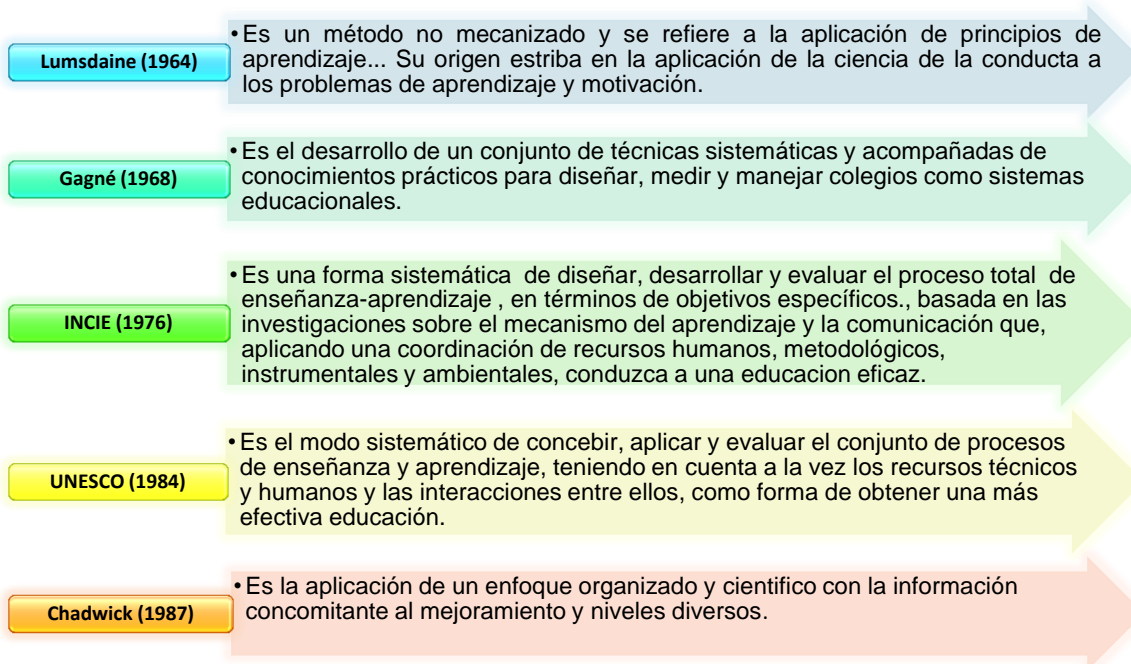 Lumsdaine (1964)
• Es un método no mecanizado y se refiere a la aplicación de principios de
aprendizaje... Su origen estriba en la aplicación de la ciencia de la conducta a
los problemas de aprendizaje y motivación.
Gagné (1968)
• Es el desarrollo de un conjunto de técnicas sistemáticas y acompañadas de
conocimientos prácticos para diseñar, medir y manejar colegios como sistemas
educacionales.
INCIE (1976)
• Es una forma sistemática de diseñar, desarrollar y evaluar el proceso total de
enseñanza-aprendizaje , en términos de objetivos específicos., basada en las
investigaciones sobre el mecanismo del aprendizaje y la comunicación que,
aplicando una coordinación de recursos humanos, metodológicos,
instrumentales y ambientales, conduzca a una educacion eficaz.
UNESCO (1984)
• Es el modo sistemático de concebir, aplicar y evaluar el conjunto de procesos
de enseñanza y aprendizaje, teniendo en cuenta a la vez los recursos técnicos
y humanos y las interacciones entre ellos, como forma de obtener una más
efectiva educación.
Chadwick (1987)
• Es la aplicación de un enfoque organizado y cientifico con la información
concomitante al mejoramiento y niveles diversos.